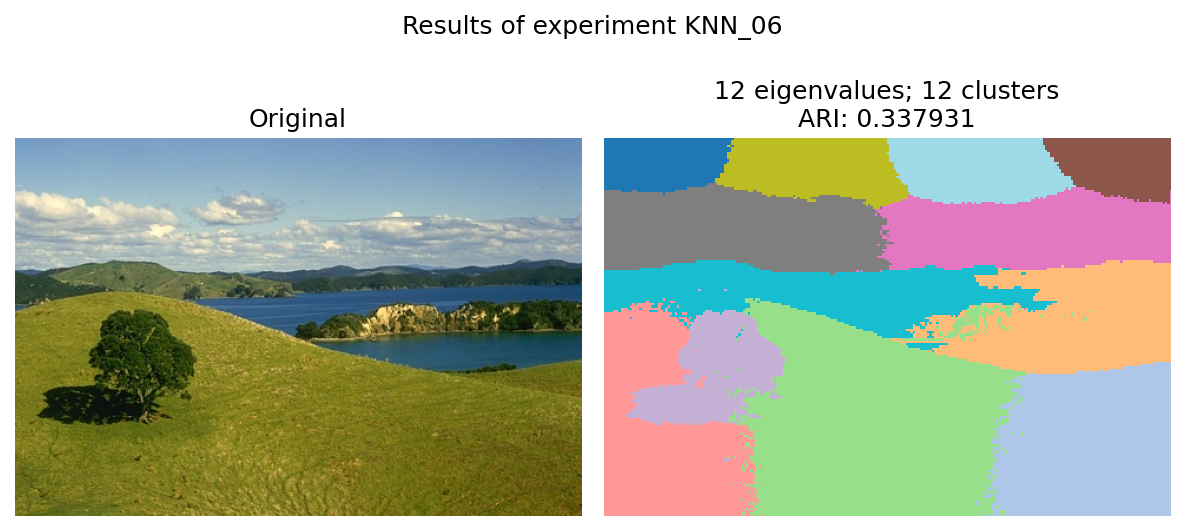 Results of experiment KNN_06
Original
12 eigenvalues; 12 clusters
ARI: 0.337931